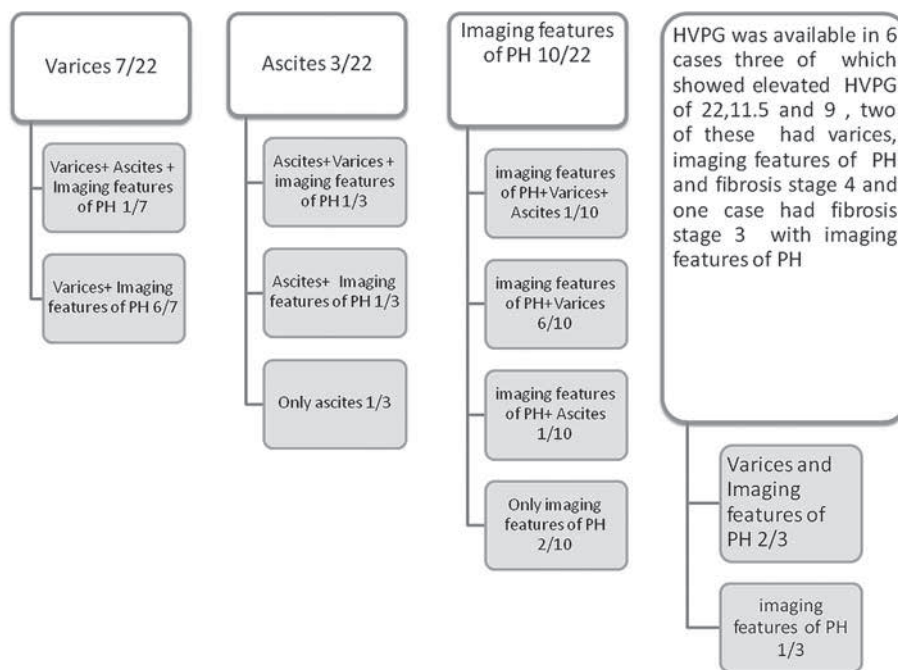 Varices 7/22
Varices+ Ascites +
Imaging features
of PH 1/7
Varices+ Imaging
features of PH 6/7
Ascites 3/22
Ascites+Varices +
imaging features
of PH 1/3
Ascites+ Imaging
features of PH 1/3
Only ascites 1/3
Imaging features
of PH 10/22
imaging features
of PH+Varices+
Ascites 1/10
imaging features
of PH+Varices
6/10
imaging features
of PH+ Ascites
1/10
Only imaging
features of PH
2/10
HVPG was available in 6
cases three of which
showed elevated HVPG
of 22,11.5 and 9 , two
of these had varices,
imaging features of PH
and fibrosis stage 4 and
one case had fibrosis
stage 3 with imaging
features of PH
Varices and
Imaging
features of
PH 2/3
imaging
features of PH
1/3